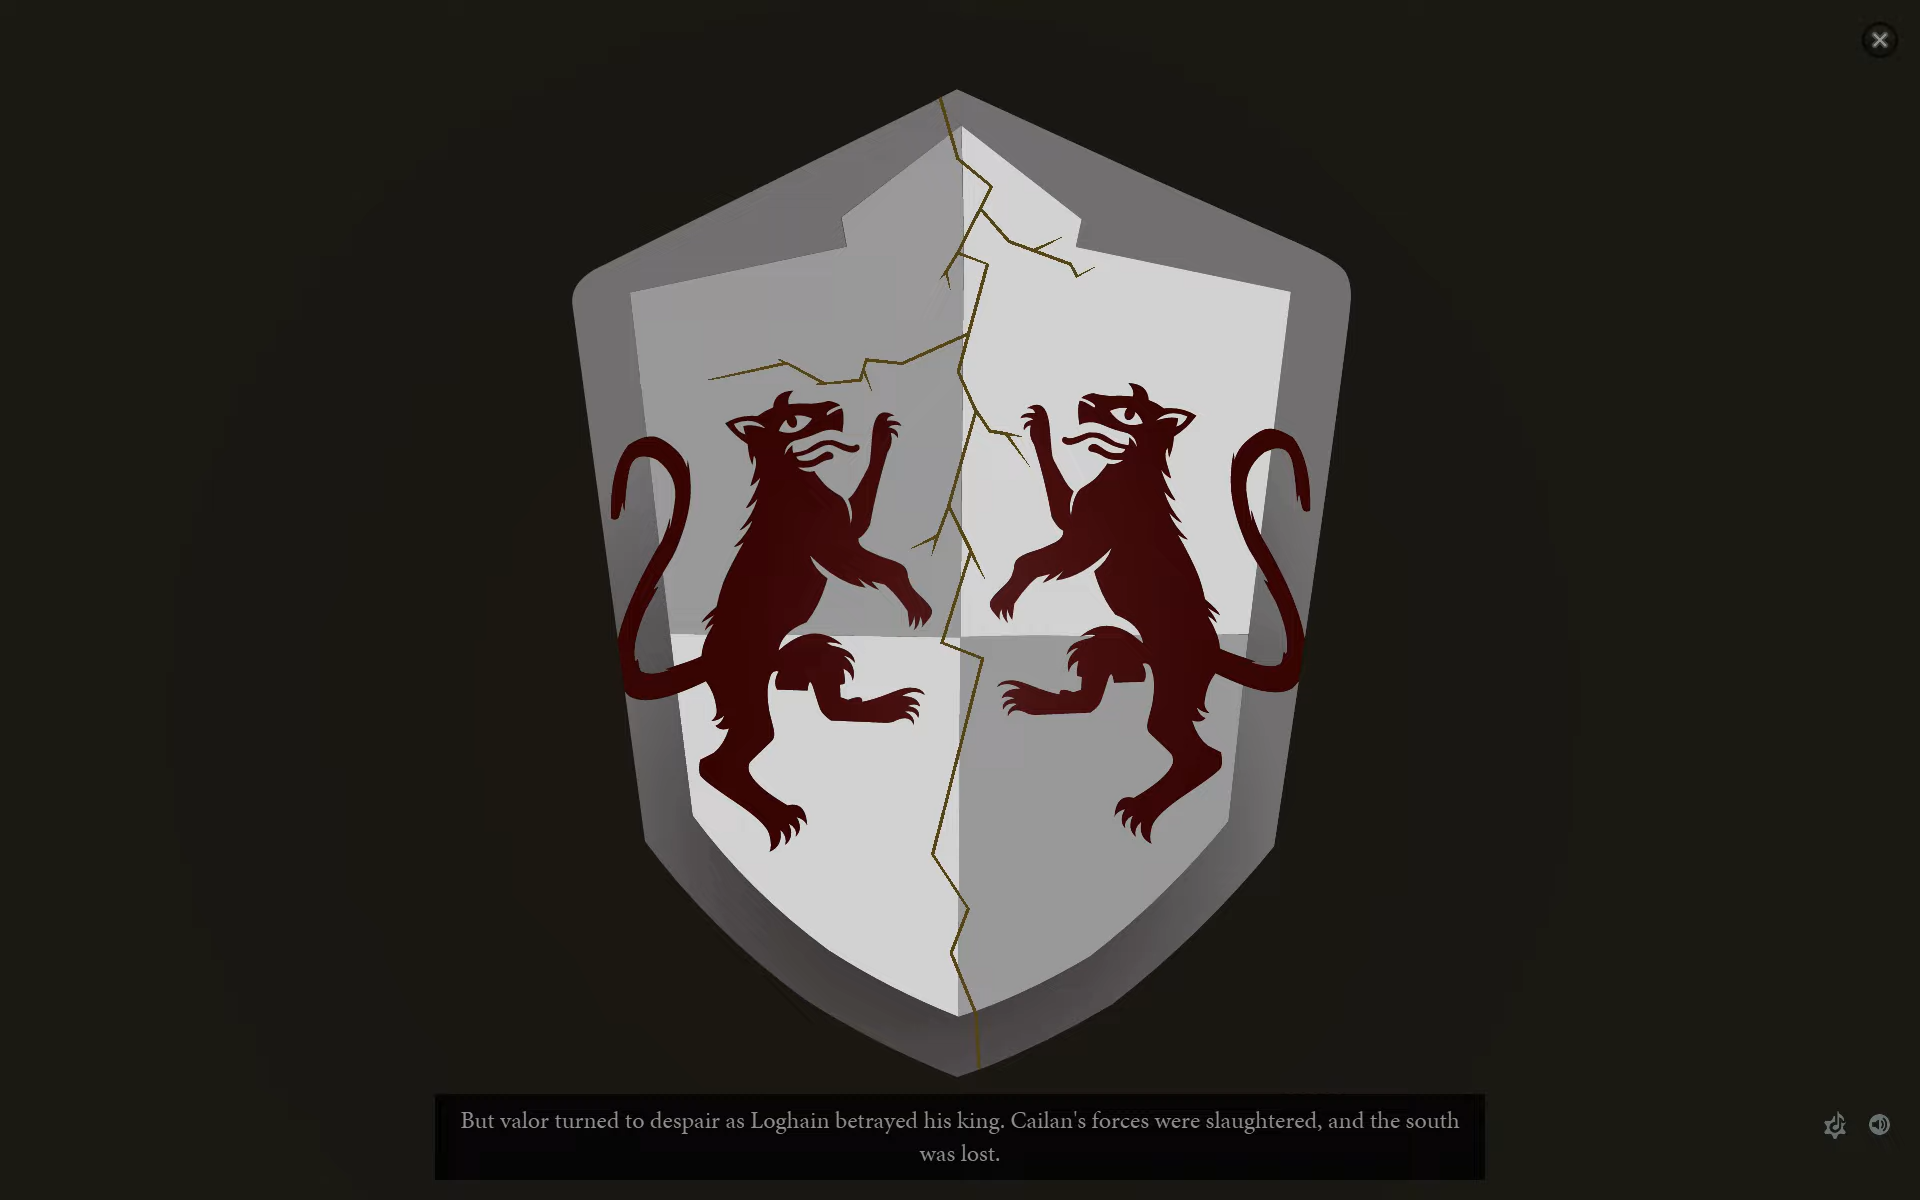 But valor turned to despair as Loghain betrayed his king. Cailan's forces were slaughtered, and the south
was lost.